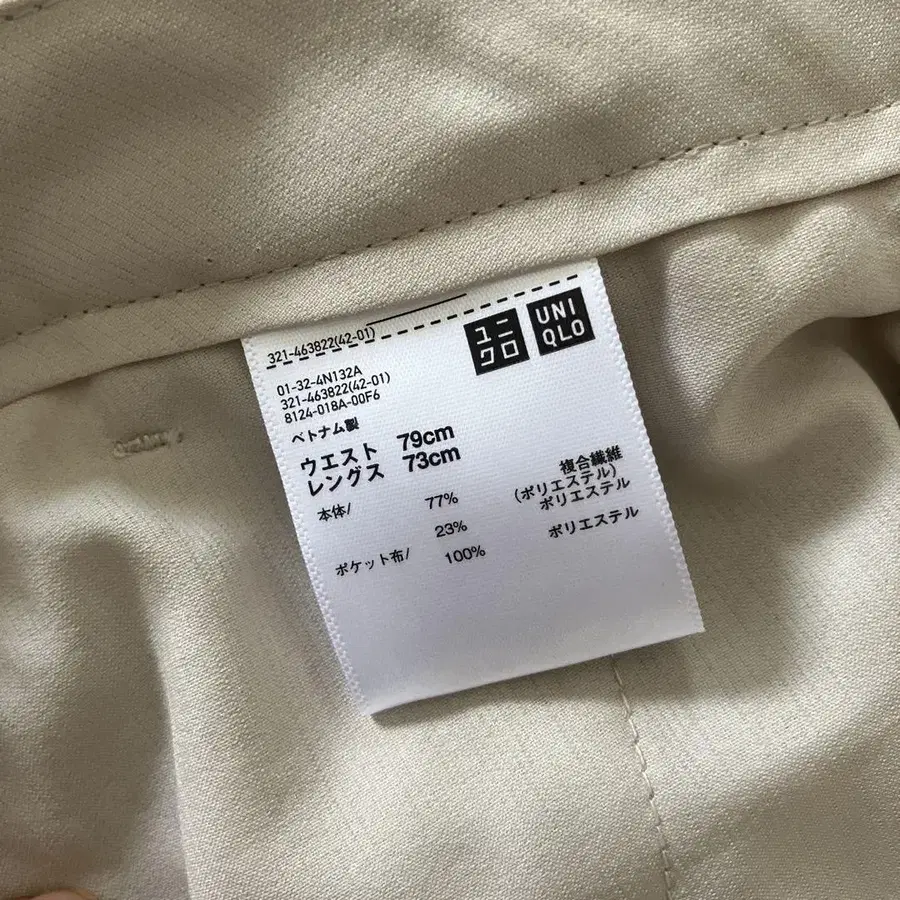 321-463822(42-01)
ユニ
クロ
UNI
QLO
01-32-4N132A
321-463822(42-01)
8124-018A-00F6
ベトナム製
ウエスト 79cm
レングス 73cm
本体/ 77% 複合繊維
(ポリエステル)
23% ポリエステル
ポケット布/ 100% ポリエステル